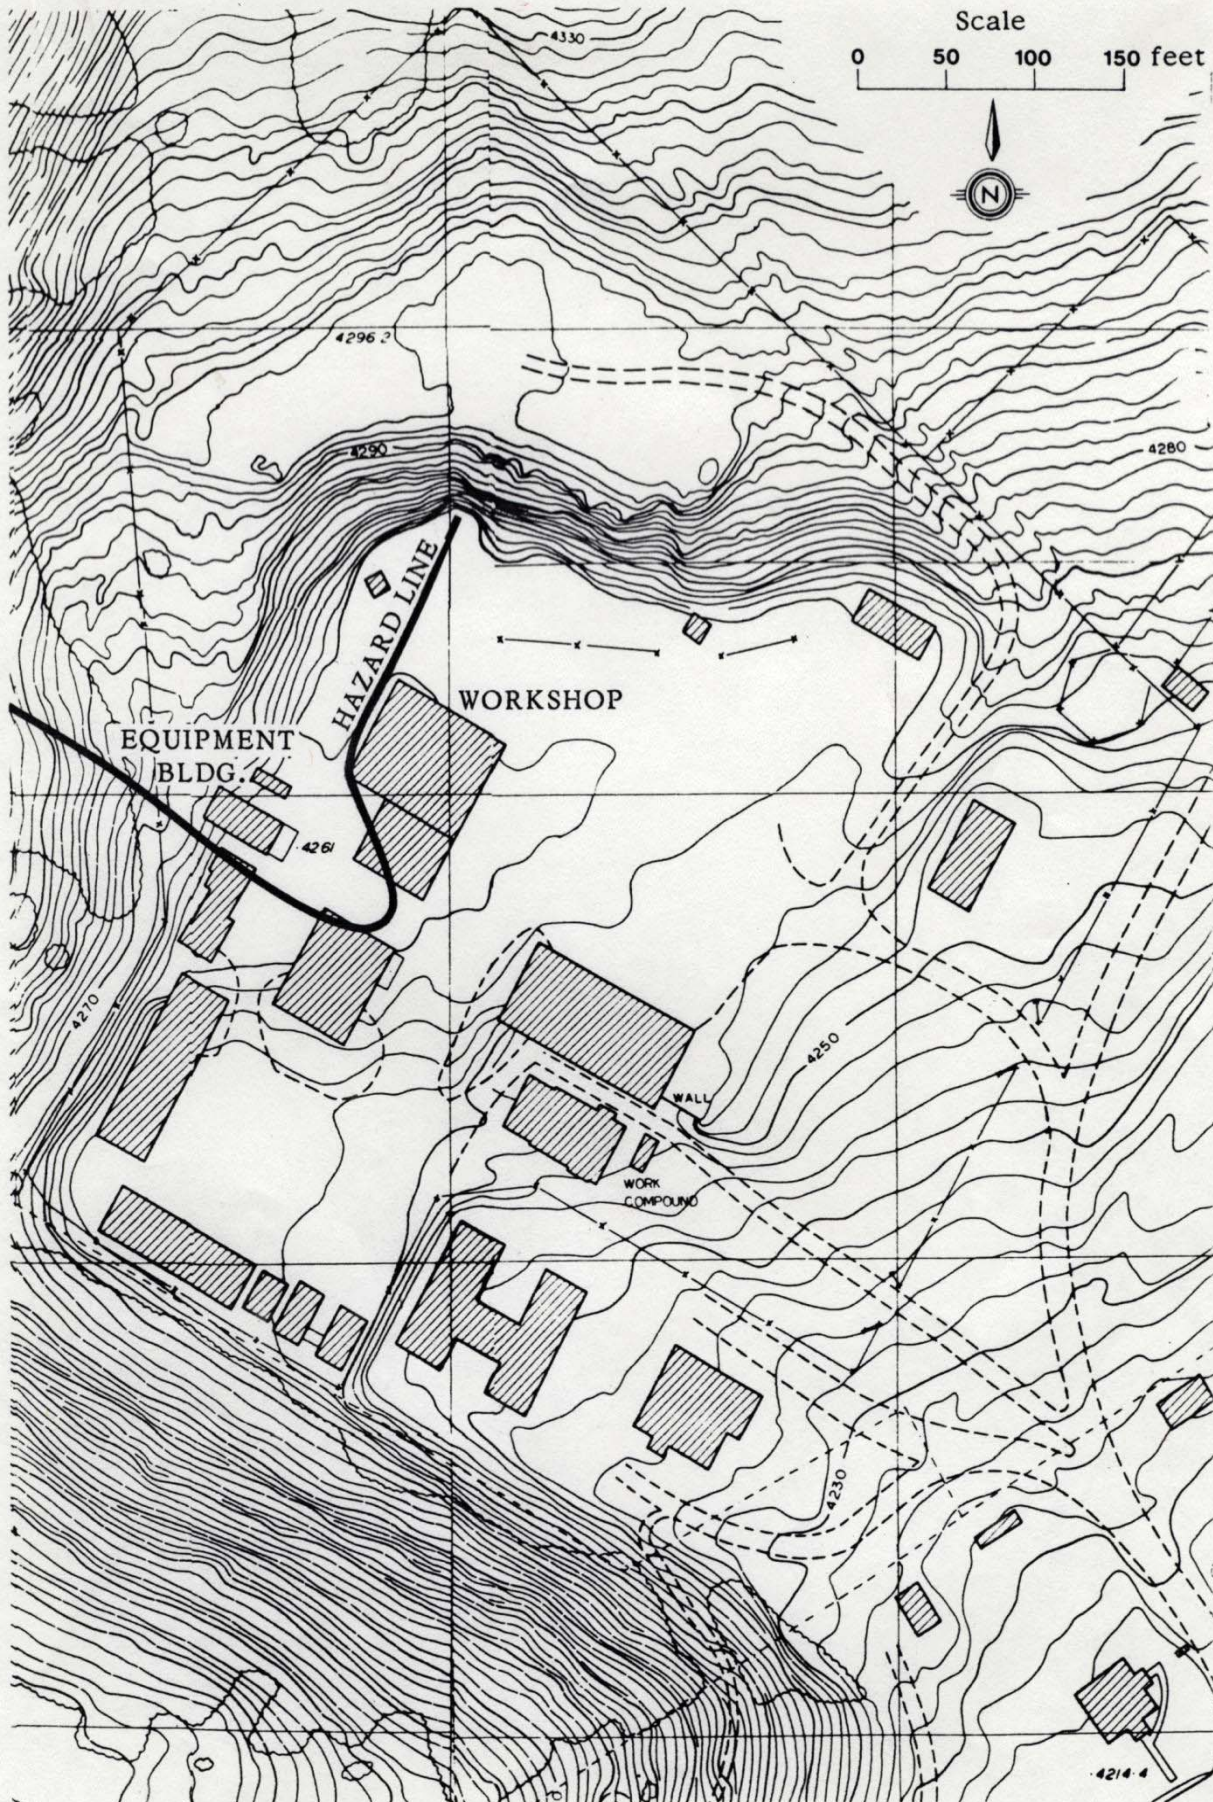 Scale
0 50 100 150 feet
4330
N
4296.2
4290
4280
HAZARD LINE
WORKSHOP
EQUIPMENT
BLDG.
4261
4270
4250
WALL
WORK
COMPOUND
4230
4214.4